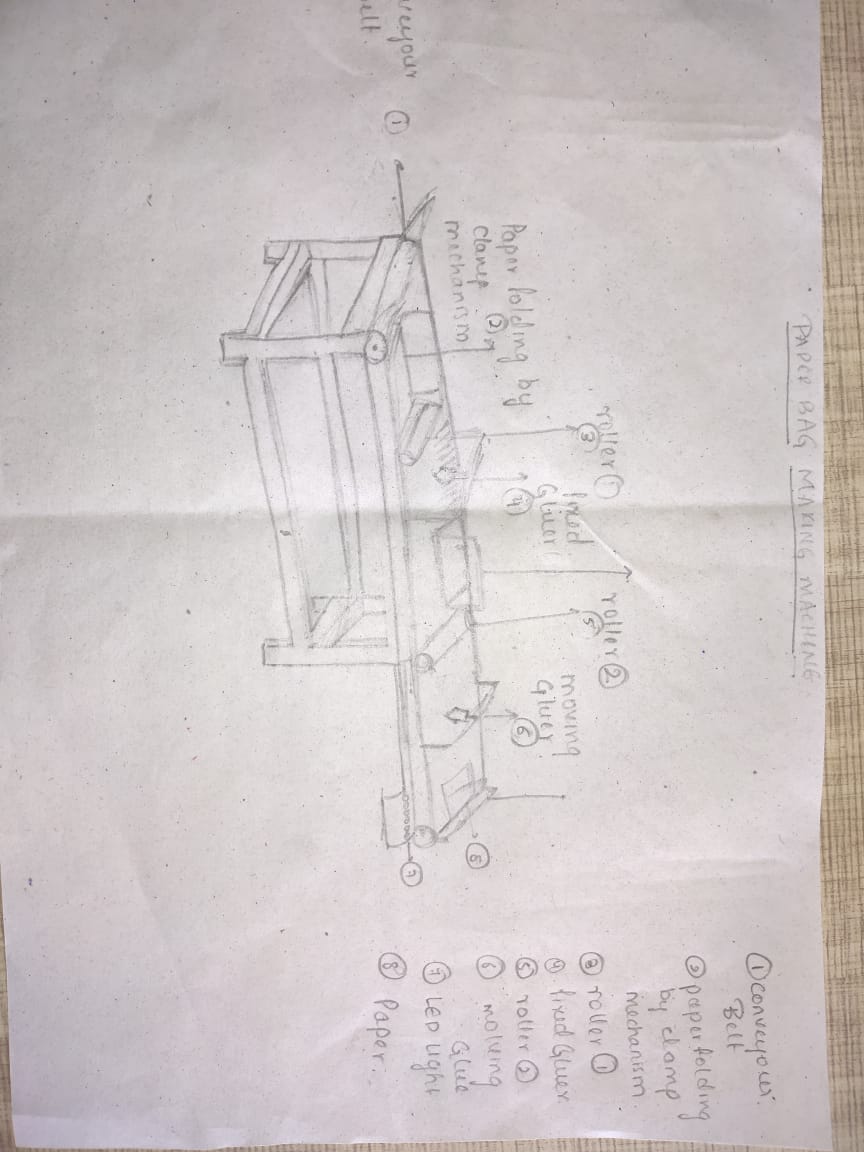 PAPER BAG MAKING MACHINE.
roller ①
③
roller ②
⑤
fixed
Gluer
④
moving
Gluer
⑥
Paper folding by
clamp ②
mechanism
①
⑧
⑦
① conveyour.
Belt
② paper folding
by clamp
mechanism.
③ roller ①
④ fixed Gluer
⑤ roller ②
⑥ moving
Glue
⑦ LED light
⑧ Paper.